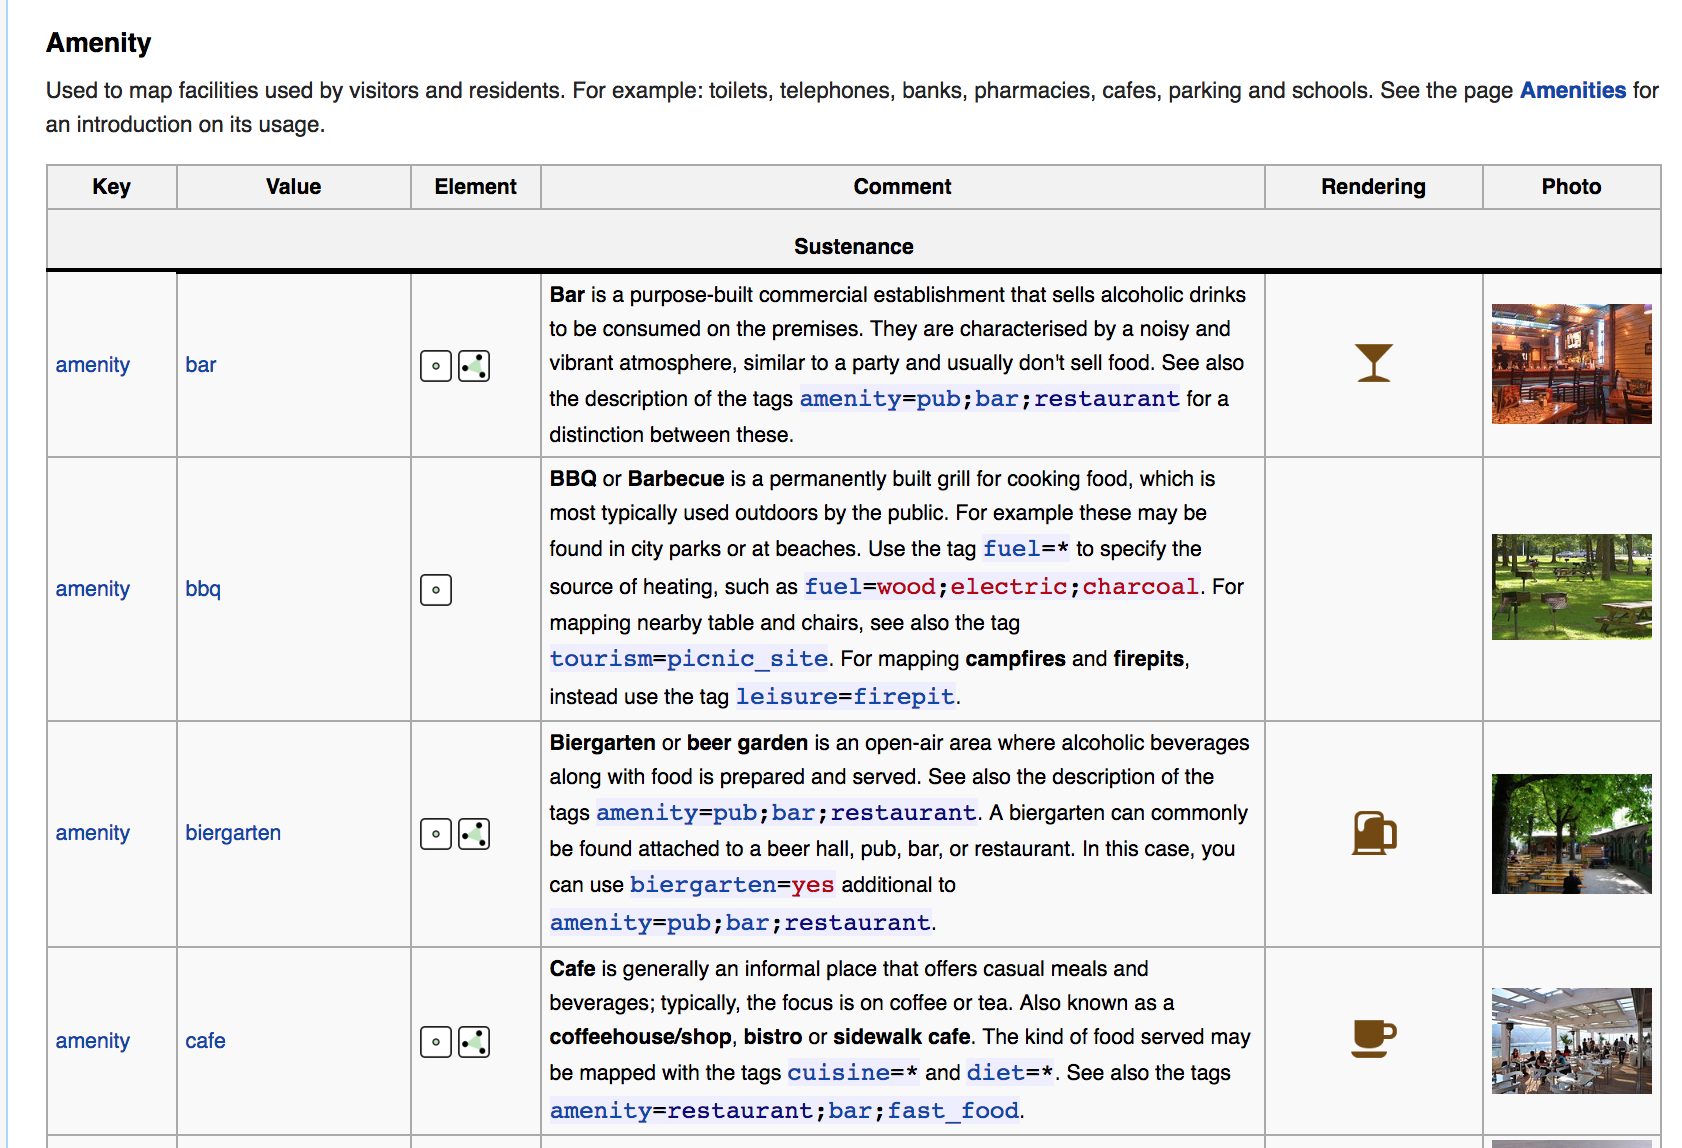 Amenity
Used to map facilities used by visitors and residents. For example: toilets, telephones, banks, pharmacies, cafes, parking and schools. See the page Amenities for
an introduction on its usage.
Key Value Element Comment Rendering Photo
Sustenance
amenity bar
Bar is a purpose-built commercial establishment that sells alcoholic drinks
to be consumed on the premises. They are characterised by a noisy and
vibrant atmosphere, similar to a party and usually don't sell food. See also
the description of the tags amenity=pub;bar;restaurant for a
distinction between these.
amenity bbq
BBQ or Barbecue is a permanently built grill for cooking food, which is
most typically used outdoors by the public. For example these may be
found in city parks or at beaches. Use the tag fuel=* to specify the
source of heating, such as fuel=wood;electric;charcoal. For
mapping nearby table and chairs, see also the tag
tourism=picnic_site. For mapping campfires and firepits,
instead use the tag leisure=firepit.
amenity biergarten
Biergarten or beer garden is an open-air area where alcoholic beverages
along with food is prepared and served. See also the description of the
tags amenity=pub;bar;restaurant. A biergarten can commonly
be found attached to a beer hall, pub, bar, or restaurant. In this case, you
can use biergarten=yes additional to
amenity=pub;bar;restaurant.
amenity cafe
Cafe is generally an informal place that offers casual meals and
beverages; typically, the focus is on coffee or tea. Also known as a
coffeehouse/shop, bistro or sidewalk cafe. The kind of food served may
be mapped with the tags cuisine=* and diet=*. See also the tags
amenity=restaurant;bar;fast_food.